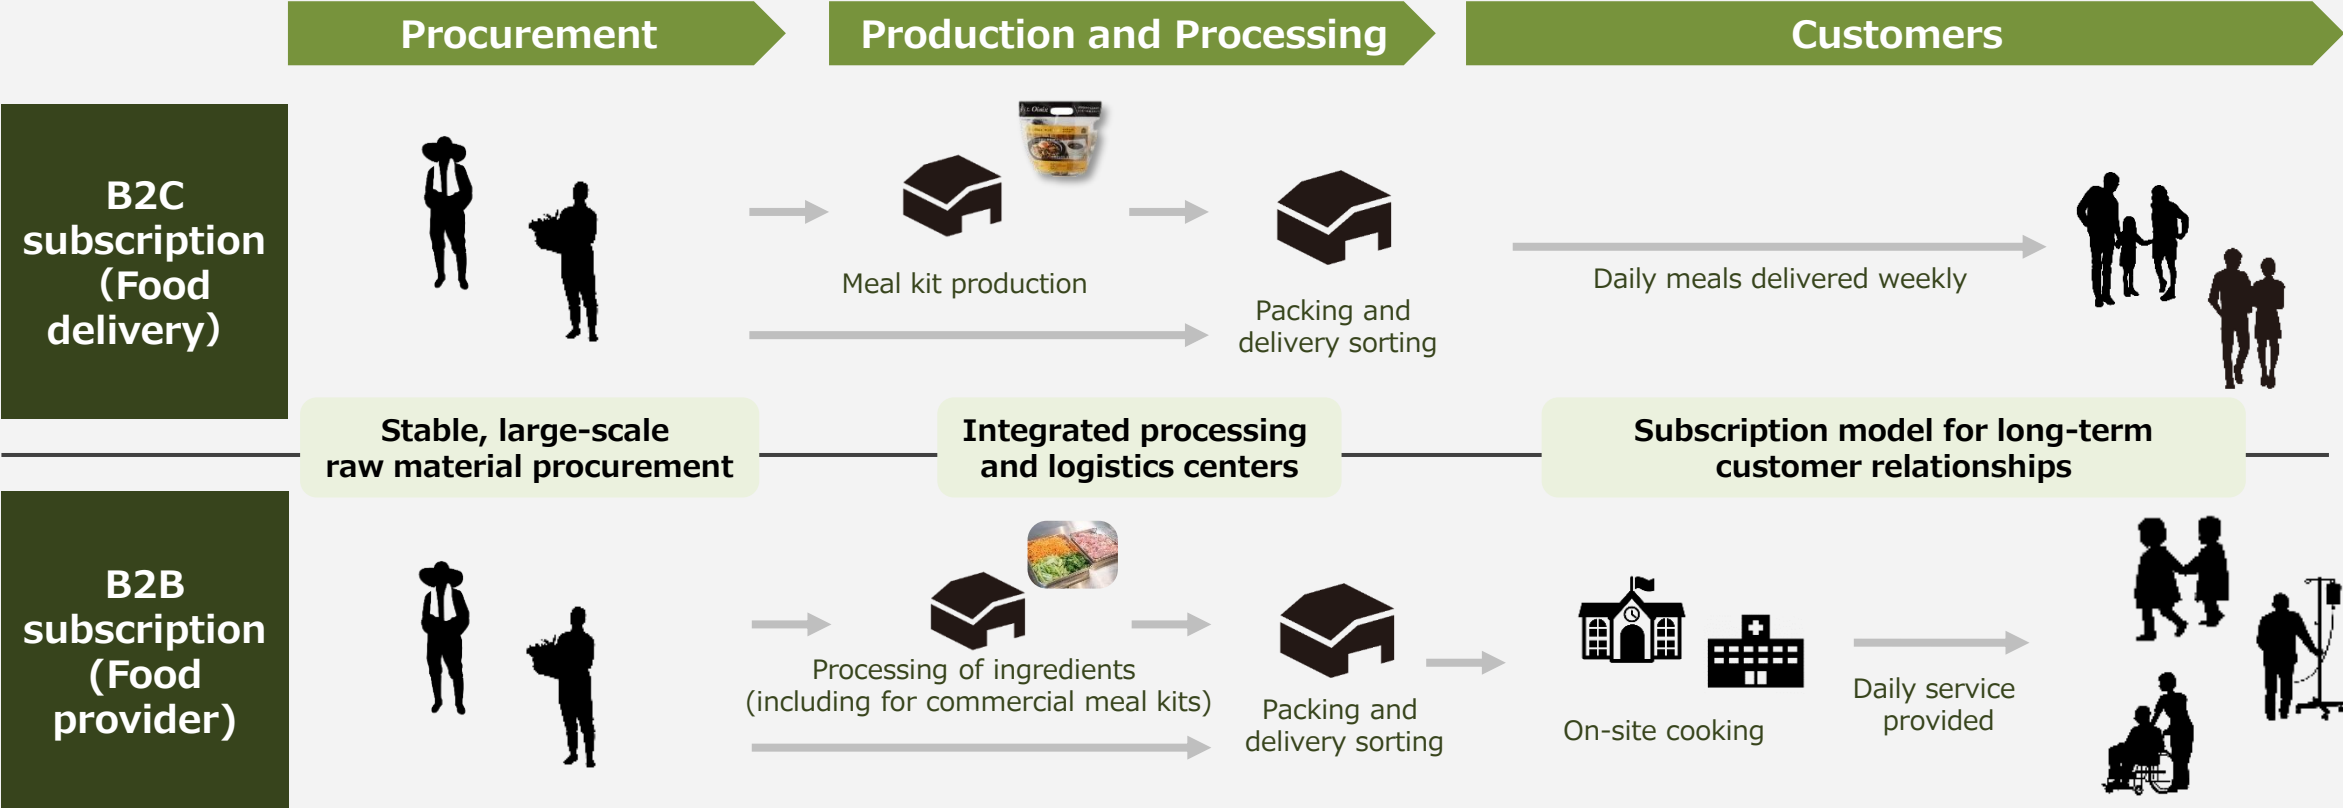 Procurement
Production and Processing
Customers
B2C
subscription
(Food
delivery)
Oisix
Meal kit production
Packing and
delivery sorting
Daily meals delivered weekly
Stable, large-scale
raw material procurement
Integrated processing
and logistics centers
Subscription model for long-term
customer relationships
B2B
subscription
(Food
provider)
Processing of ingredients
(including for commercial meal kits)
Packing and
delivery sorting
On-site cooking
Daily service
provided